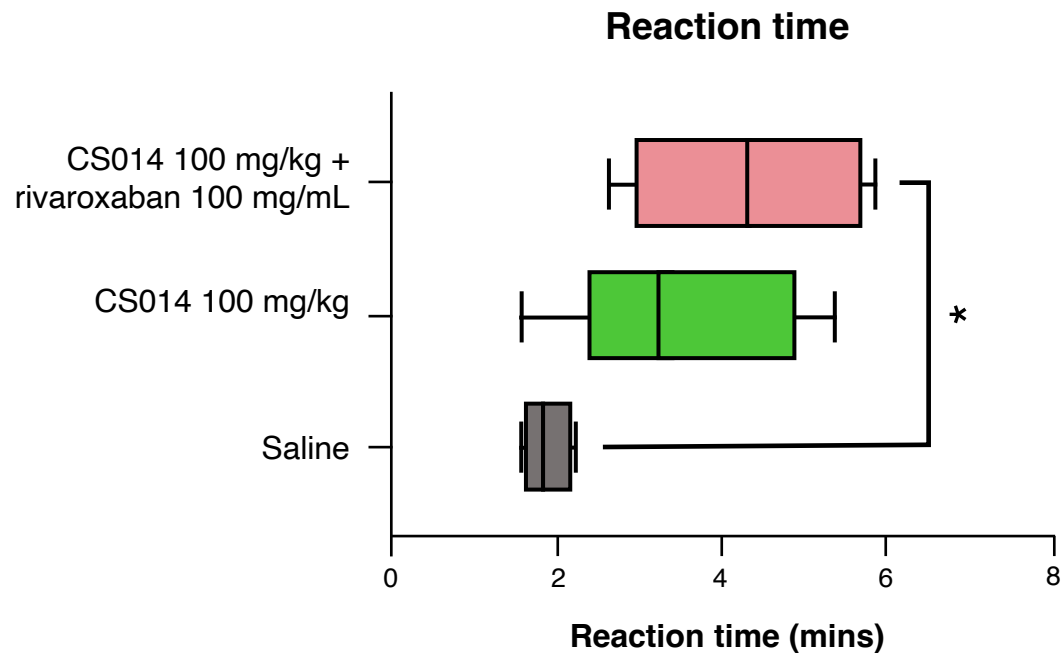 Reaction time
CS014 100 mg/kg +
rivaroxaban 100 mg/mL
CS014 100 mg/kg
*
Saline
0 2 4 6 8
Reaction time (mins)